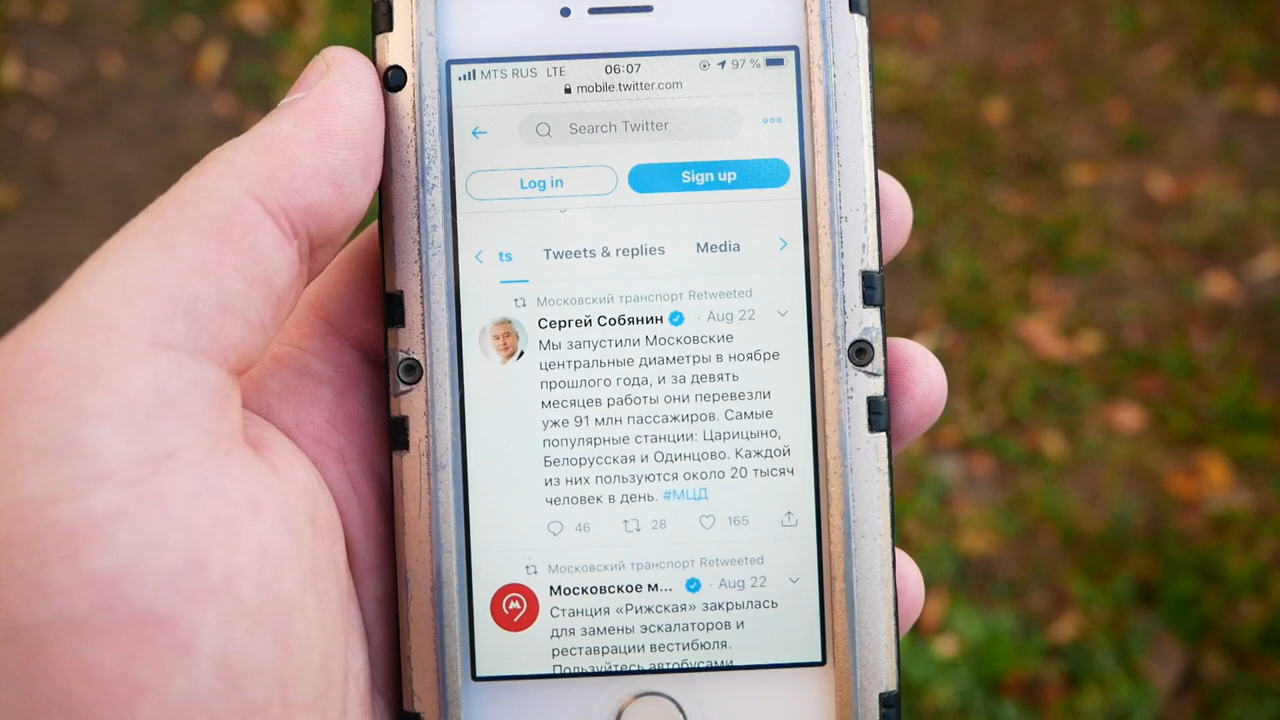 MTS RUS LTE 06:07 97 %
mobile.twitter.com
Search Twitter
Log in Sign up
ts Tweets & replies Media
Московский транспорт Retweeted
Сергей Собянин · Aug 22
Мы запустили Московские
центральные диаметры в ноябре
прошлого года, и за девять
месяцев работы они перевезли
уже 91 млн пассажиров. Самые
популярные станции: Царицыно,
Белорусская и Одинцово. Каждой
из них пользуются около 20 тысяч
человек в день. #МЦД
46 28 165
Московский транспорт Retweeted
Московское м... · Aug 22
Станция «Рижская» закрылась
для замены эскалаторов и
реставрации вестибюля.
Пользуйтесь автобусами